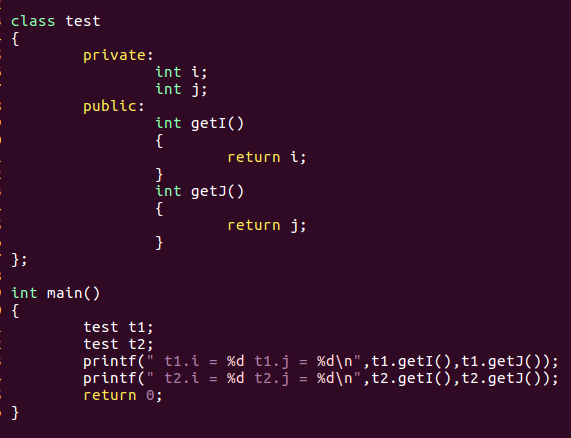 class test
{
private:
int i;
int j;
public:
int getI()
{
return i;
}
int getJ()
{
return j;
}
};
int main()
{
test t1;
test t2;
printf(" t1.i = %d t1.j = %d\n",t1.getI(),t1.getJ());
printf(" t2.i = %d t2.j = %d\n",t2.getI(),t2.getJ());
return 0;
}